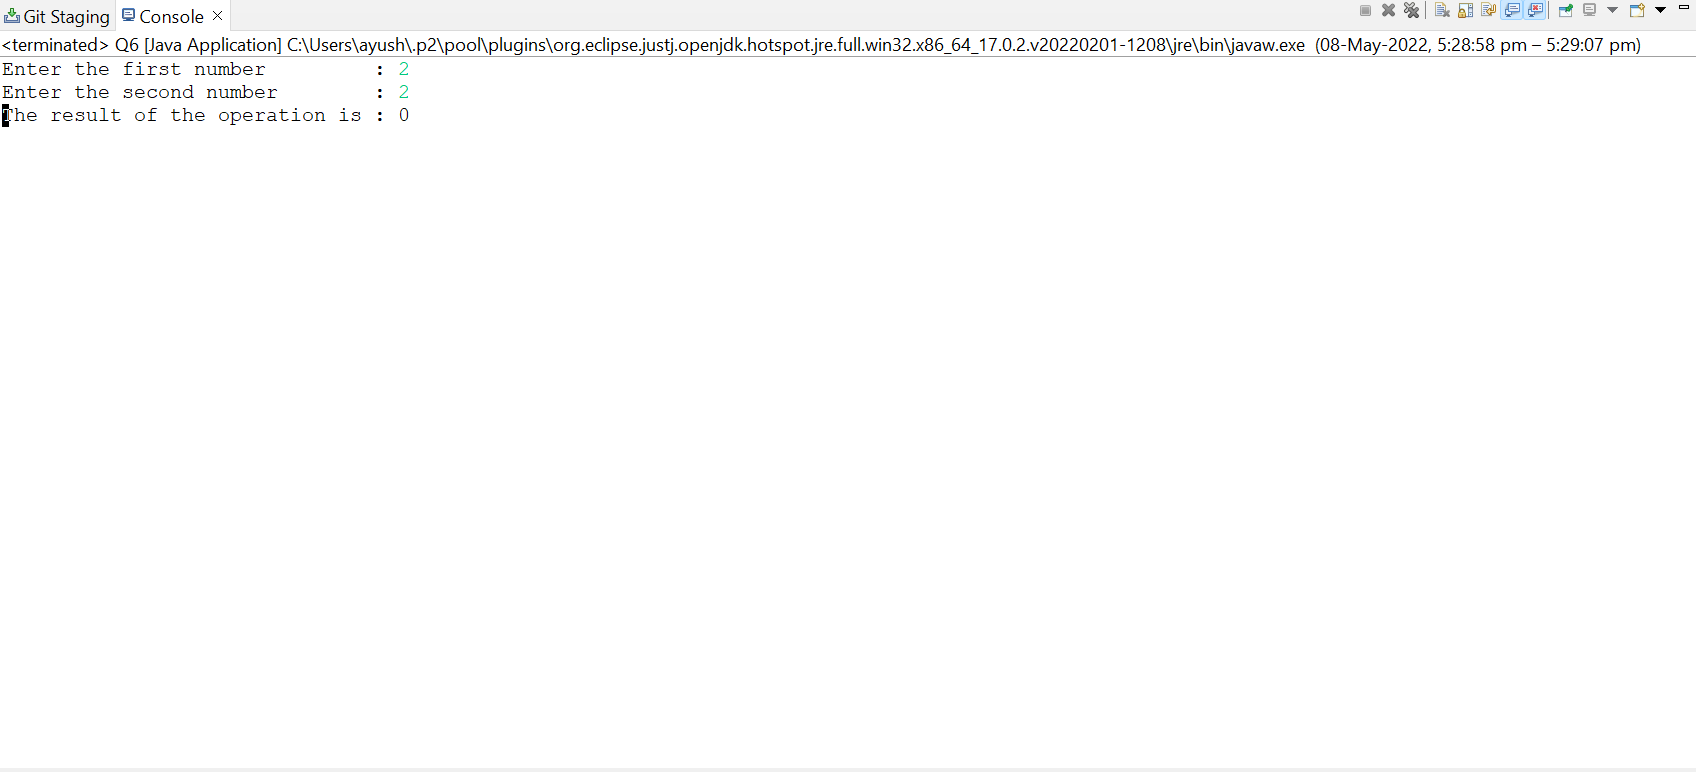 Git Staging Console
<terminated> Q6 [Java Application] C:\Users\ayush\.p2\pool\plugins\org.eclipse.justj.openjdk.hotspot.jre.full.win32.x86_64_17.0.2.v20220201-1208\jre\bin\javaw.exe (08-May-2022, 5:28:58 pm – 5:29:07 pm)
Enter the first number : 2
Enter the second number : 2
The result of the operation is : 0